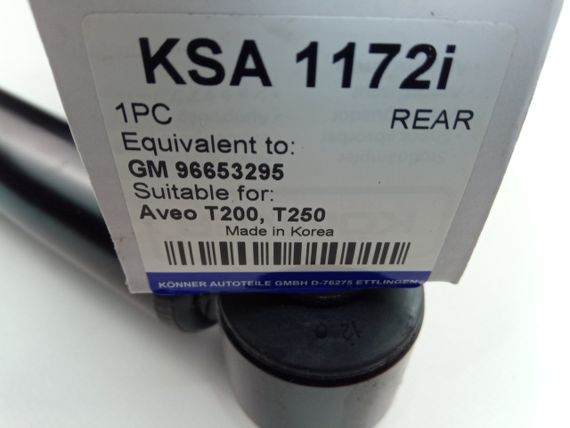 KSA 1172i
1PC REAR
Equivalent to:
GM 96653295
Suitable for:
Aveo T200, T250
Made in Korea
KÖNNER AUTOTEILE GMBH D-76275 ETTLINGEN